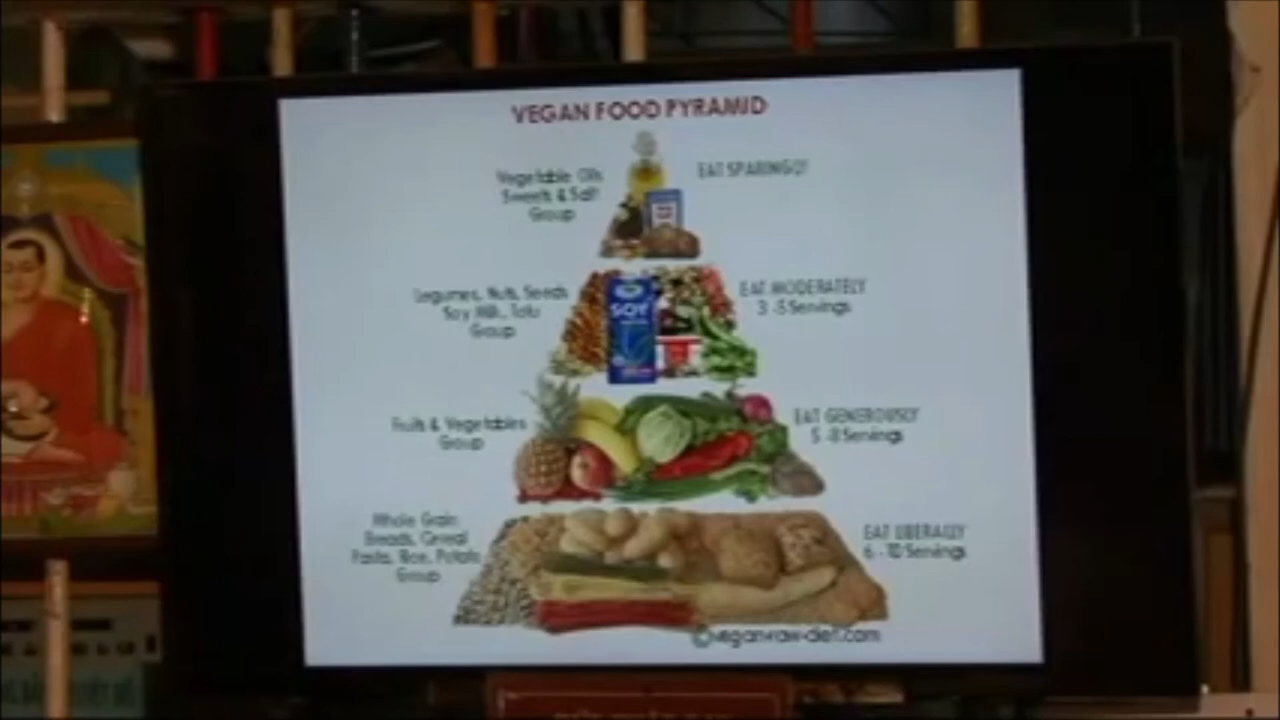 VEGAN FOOD PYRAMID
Vegetable Oils
Sweets & Salt
Group
EAT SPARINGLY
Legumes, Nuts, Seeds
Soy Milk, Tofu
Group
SOY
EAT MODERATELY
3 -5 Servings
Fruits & Vegetables
Group
EAT GENEROUSLY
5 -8 Servings
Whole Grain
Breads, Cereal
Pasta, Rice, Potato
Group
EAT LIBERALLY
6 -10 Servings
©vegan-raw-diet.com